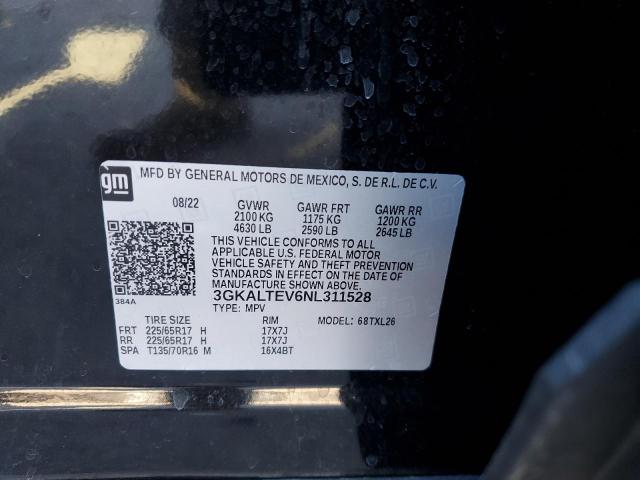 gm MFD BY GENERAL MOTORS DE MEXICO, S. DE R.L. DE C.V.
08/22 GVWR GAWR FRT GAWR RR
2100 KG 1175 KG 1200 KG
4630 LB 2590 LB 2645 LB
THIS VEHICLE CONFORMS TO ALL
APPLICABLE U.S. FEDERAL MOTOR
VEHICLE SAFETY AND THEFT PREVENTION
STANDARDS IN EFFECT ON THE DATE OF
MANUFACTURE SHOWN ABOVE.
3GKALTEV6NL311528
384A
TYPE: MPV MODEL: 68TXL26
TIRE SIZE RIM
FRT 225/65R17 H 17X7J
RR 225/65R17 H 17X7J
SPA T135/70R16 M 16X4BT